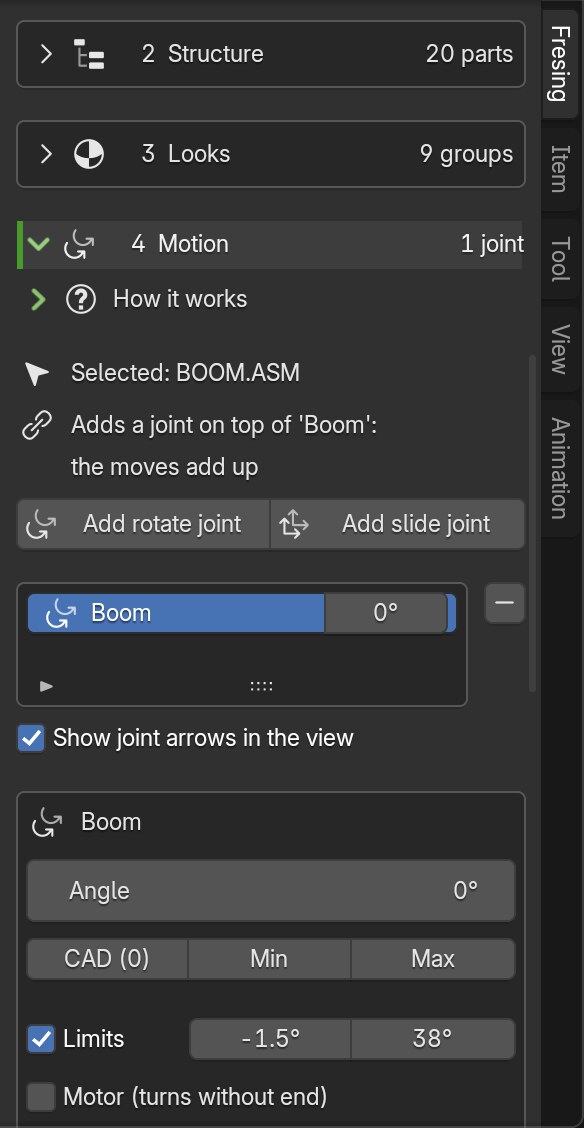 2 Structure 20 parts
3 Looks 9 groups
4 Motion 1 joint
How it works
Selected: BOOM.ASM
Adds a joint on top of 'Boom':
the moves add up
Add rotate joint Add slide joint
Boom 0°
Show joint arrows in the view
Boom
Angle 0°
CAD (0) Min Max
Limits -1.5° 38°
Motor (turns without end)
Fresing
Item
Tool
View
Animation